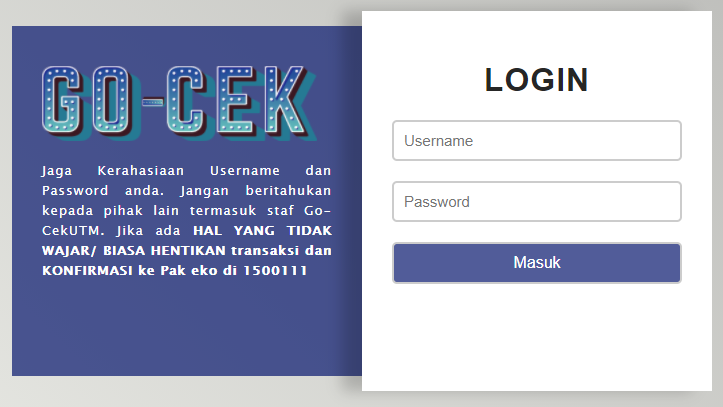 GO-CEK
Jaga Kerahasiaan Username dan
Password anda. Jangan beritahukan
kepada pihak lain termasuk staf Go-
CekUTM. Jika ada HAL YANG TIDAK
WAJAR/ BIASA HENTIKAN transaksi dan
KONFIRMASI ke Pak eko di 1500111
LOGIN
Username
Password
Masuk